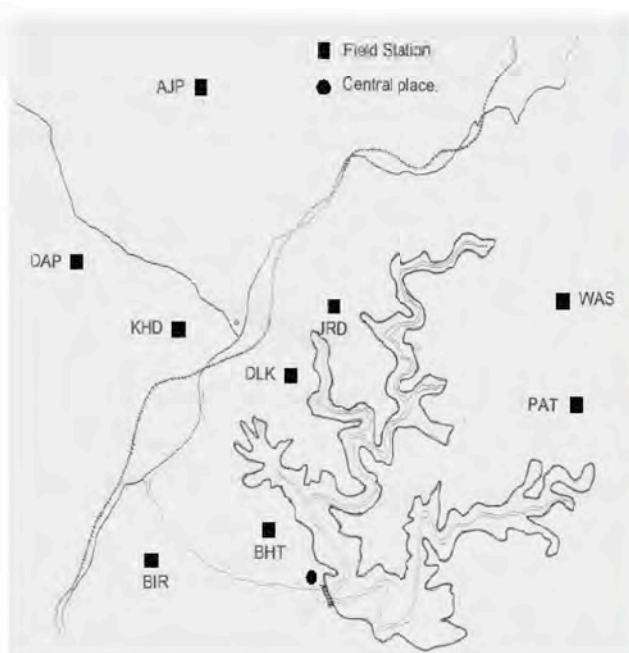 Field Station
AJP
Central place.
DAP
WAS
KHD
JRD
DLK
PAT
BHT
BIR